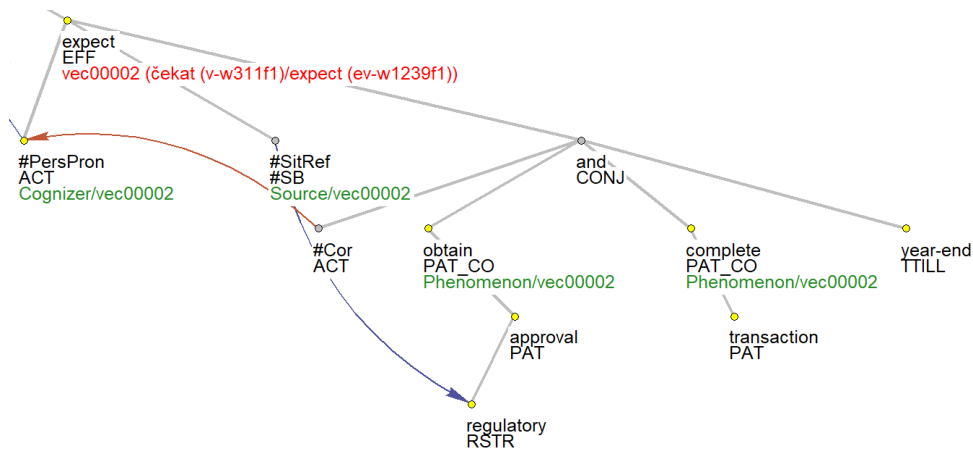 expect
EFF
vec00002 (čekat (v-w311f1)/expect (ev-w1239f1))
#PersPron
ACT
Cognizer/vec00002
#SitRef
#SB
Source/vec00002
and
CONJ
#Cor
ACT
obtain
PAT_CO
Phenomenon/vec00002
complete
PAT_CO
Phenomenon/vec00002
year-end
TTILL
approval
PAT
transaction
PAT
regulatory
RSTR